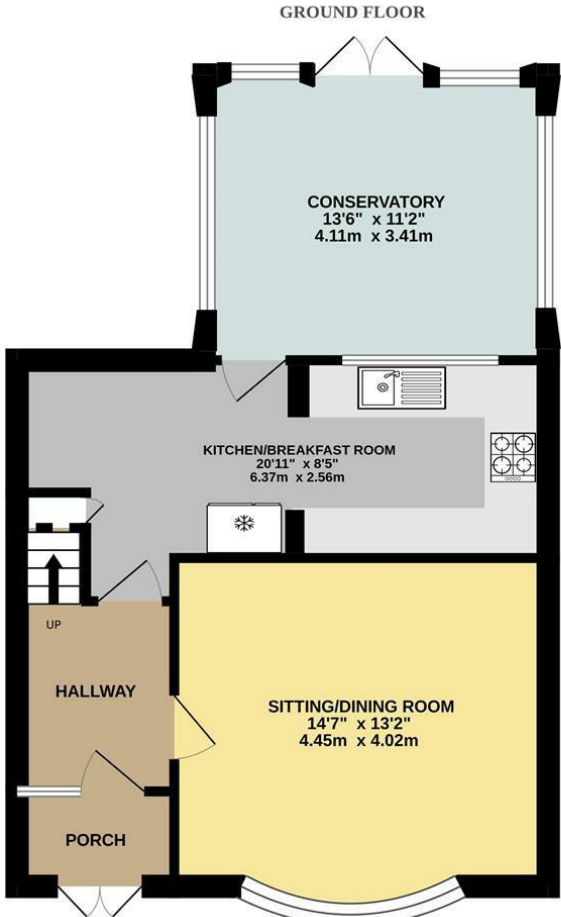 GROUND FLOOR
CONSERVATORY
13'6" x 11'2"
4.11m x 3.41m
KITCHEN/BREAKFAST ROOM
20'11" x 8'5"
6.37m x 2.56m
UP
HALLWAY
SITTING/DINING ROOM
14'7" x 13'2"
4.45m x 4.02m
PORCH